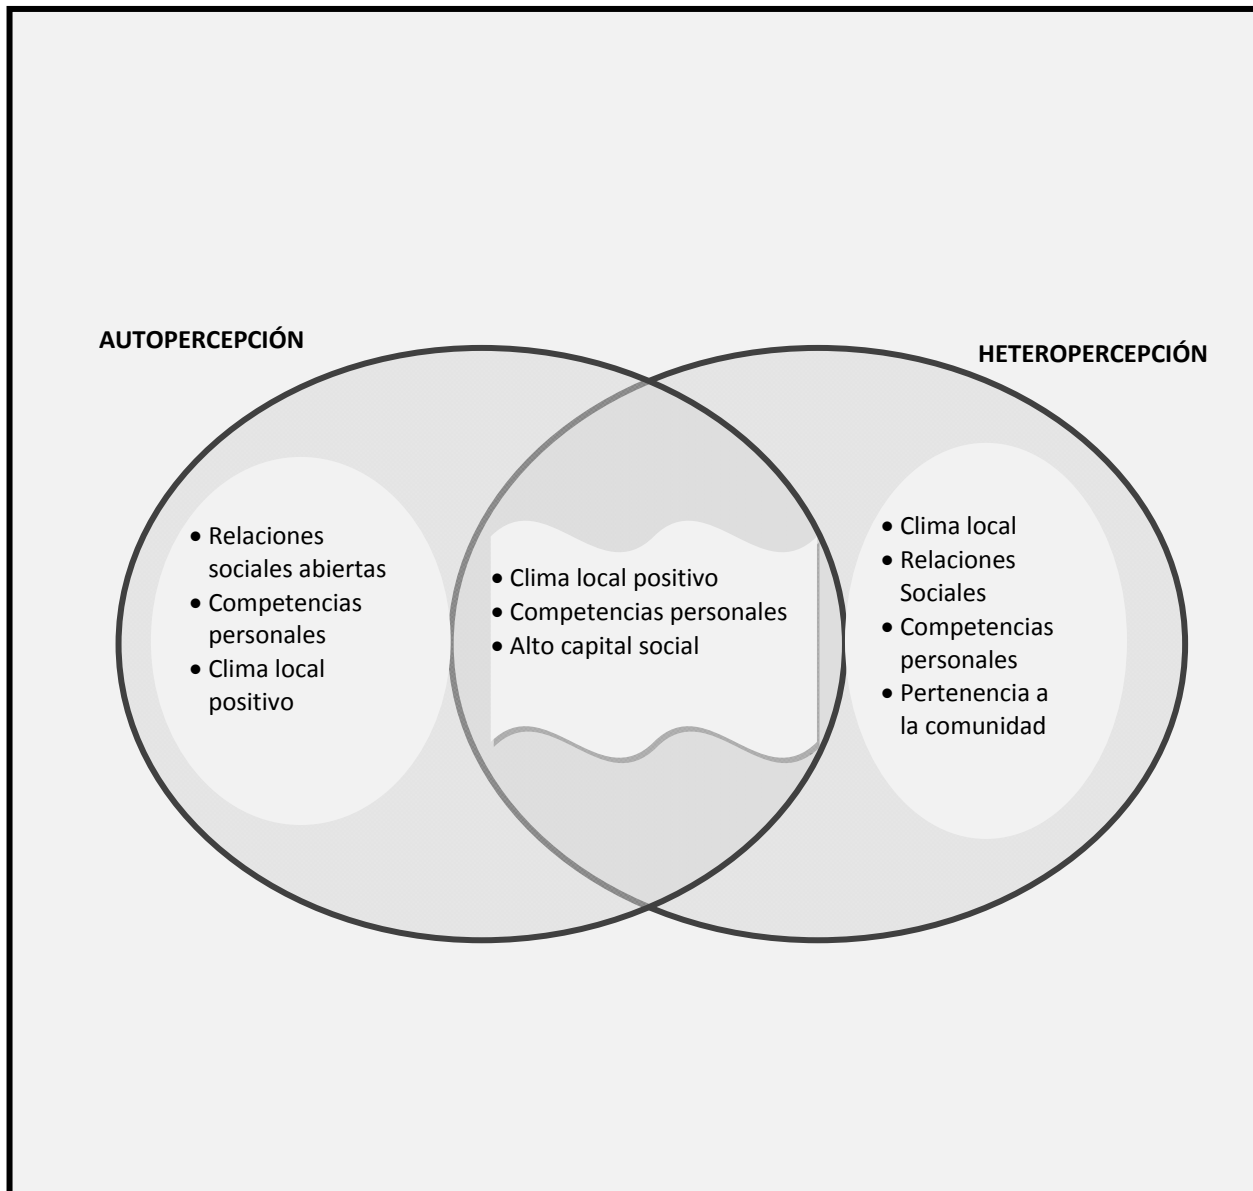 AUTOPERCEPCIÓN
HETEROPERCEPCIÓN
• Relaciones
sociales abiertas
• Competencias
personales
• Clima local
positivo
• Clima local positivo
• Competencias personales
• Alto capital social
• Clima local
• Relaciones
Sociales
• Competencias
personales
• Pertenencia a
la comunidad